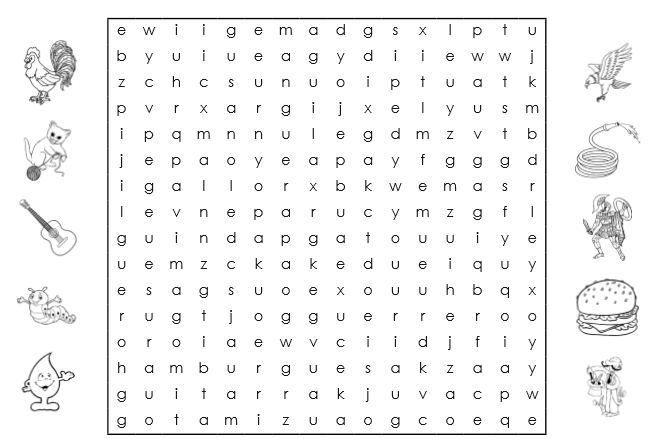 e w i i g e m a d g s x l p t u
b y u i u e a g y d i i e w w j
z c h c s u n u o i p t u a t k
p v r x a r g i j x e l y u s m
i p q m n n u l e g d m z v t b
j e p a o y e a p a y f g g g d
i g a l l o r x b k w e m a s r
l e v n e p a r u c y m z g f l
g u i n d a p g a t o u u i y e
u e m z c k a k e d u e i q u y
e s a g s u o e x o u u h b q x
r u g t j o g g u e r r e r o o
o r o i a e w v c i i d j f i y
h a m b u r g u e s a k z a a y
g u i t a r r a k j u v a c p w
g o t a m i z u a o g c o e q e